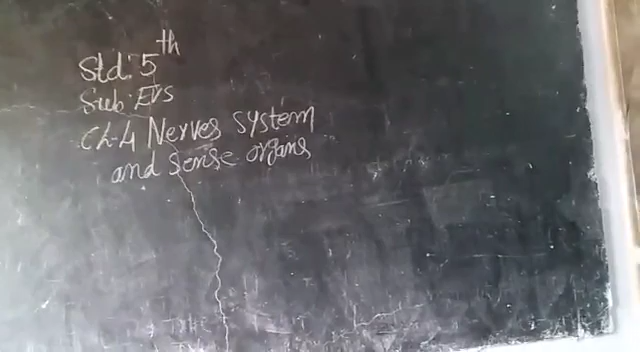 Std: 5th
Sub: EVS
Ch-4 Nerves system
and sense organs